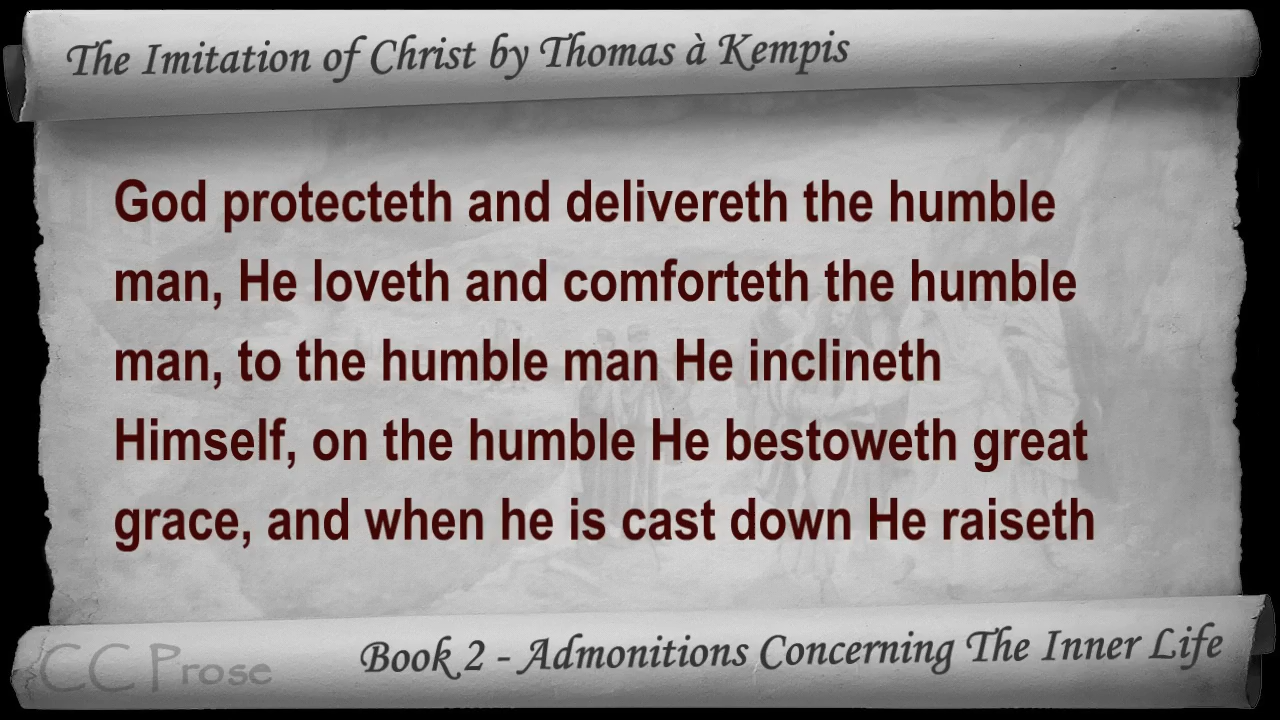 The Imitation of Christ by Thomas à Kempis
God protecteth and delivereth the humble
man, He loveth and comforteth the humble
man, to the humble man He inclineth
Himself, on the humble He bestoweth great
grace, and when he is cast down He raiseth
CC Prose
Book 2 - Admonitions Concerning The Inner Life